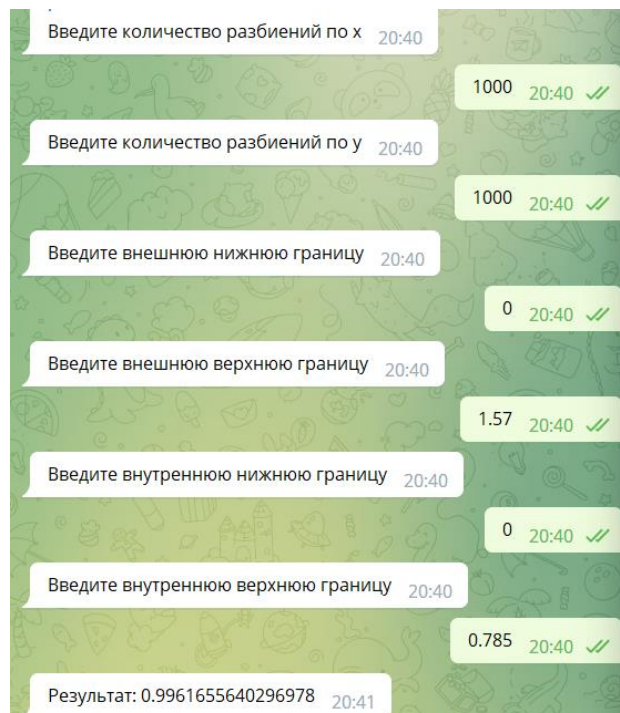 Введите количество разбиений по x 20:40
1000 20:40
Введите количество разбиений по y 20:40
1000 20:40
Введите внешнюю нижнюю границу 20:40
0 20:40
Введите внешнюю верхнюю границу 20:40
1.57 20:40
Введите внутреннюю нижнюю границу 20:40
0 20:40
Введите внутреннюю верхнюю границу 20:40
0.785 20:40
Результат: 0.9961655640296978 20:41